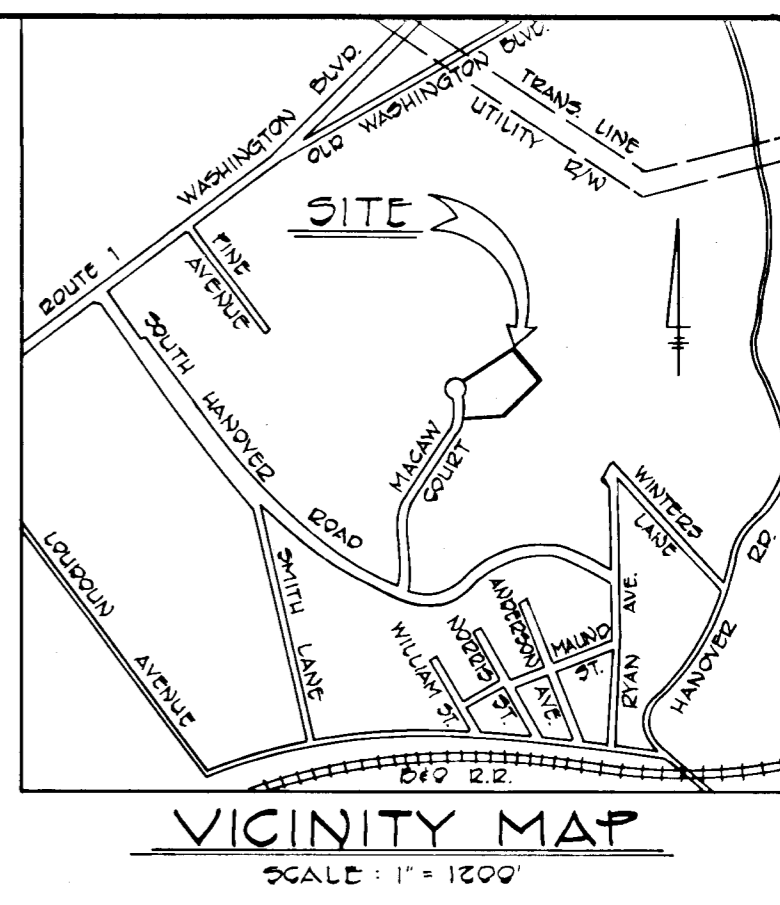 WASHINGTON BLVD.
OLD WASHINGTON BLVD.
TRANS. LINE
UTILITY R/W
SITE
ROUTE 1
PINE
AVENUE
SOUTH HANOVER ROAD
MACAW
COURT
WINTERS
LANE
HANOVER RD.
LOUDOUN AVENUE
SMITH LANE
WILLIAM ST.
NORRIS ST.
ANDERSON AVE.
MAUND
ST.
RYAN AVE.
B&O R.R.
VICINITY MAP
SCALE : 1" = 1200'